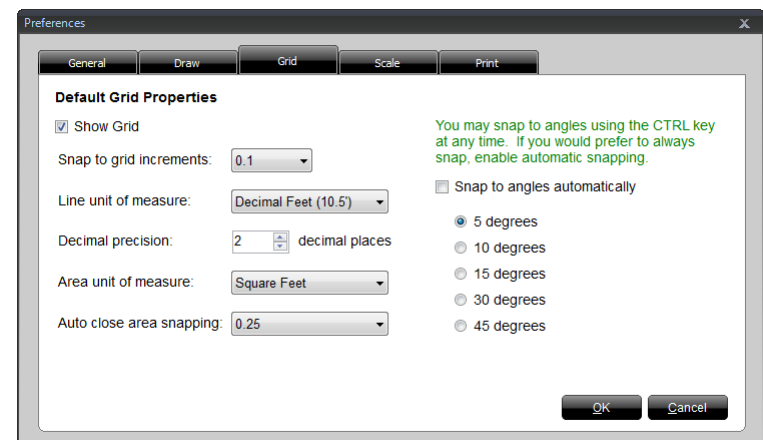 Preferences
X
General Draw Grid Scale Print
Default Grid Properties
Show Grid
Snap to grid increments: 0.1
Line unit of measure: Decimal Feet (10.5')
Decimal precision: 2 decimal places
Area unit of measure: Square Feet
Auto close area snapping: 0.25
You may snap to angles using the CTRL key
at any time. If you would prefer to always
snap, enable automatic snapping.
Snap to angles automatically
5 degrees
10 degrees
15 degrees
30 degrees
45 degrees
OK Cancel